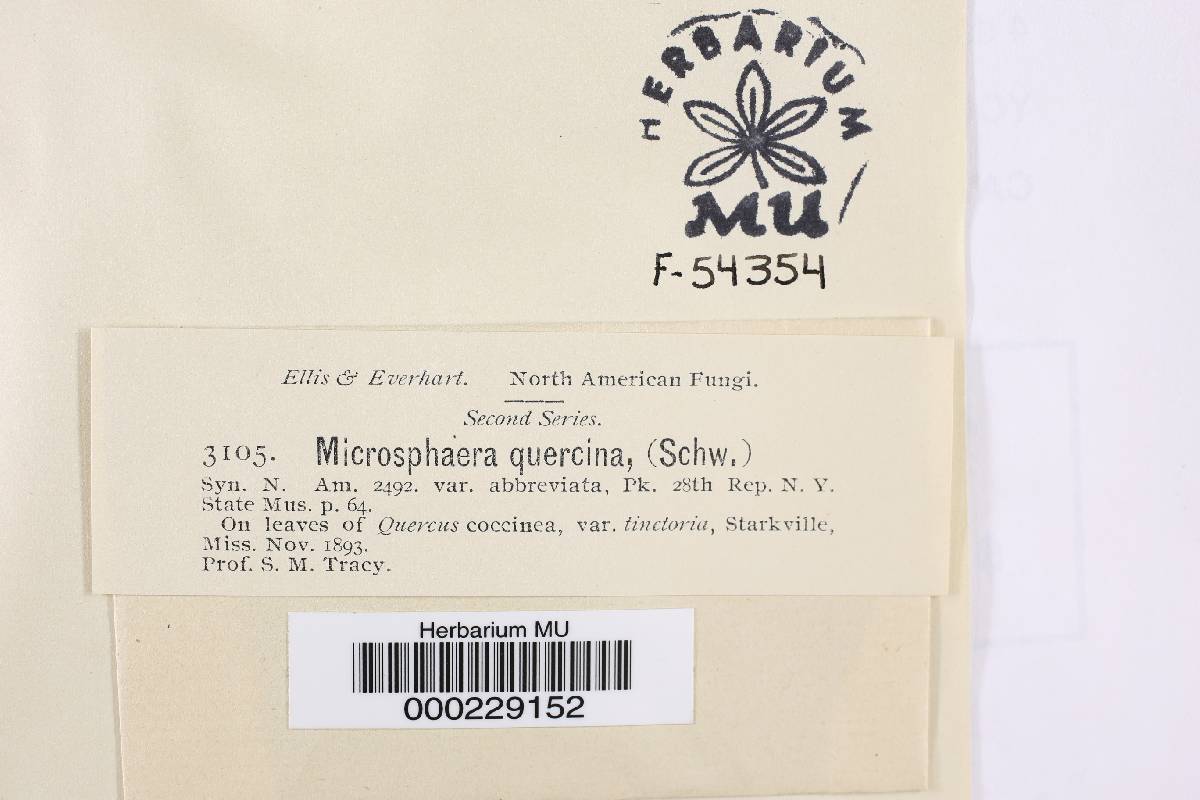 HERBARIUM
MU
F-54354
Ellis & Everhart. North American Fungi.
Second Series.
3105. Microsphaera quercina, (Schw.)
Syn. N. Am. 2492. var. abbreviata, Pk. 28th Rep. N. Y.
State Mus. p. 64.
On leaves of Quercus coccinea, var. tinctoria, Starkville,
Miss. Nov. 1893.
Prof. S. M. Tracy.
Herbarium MU
000229152